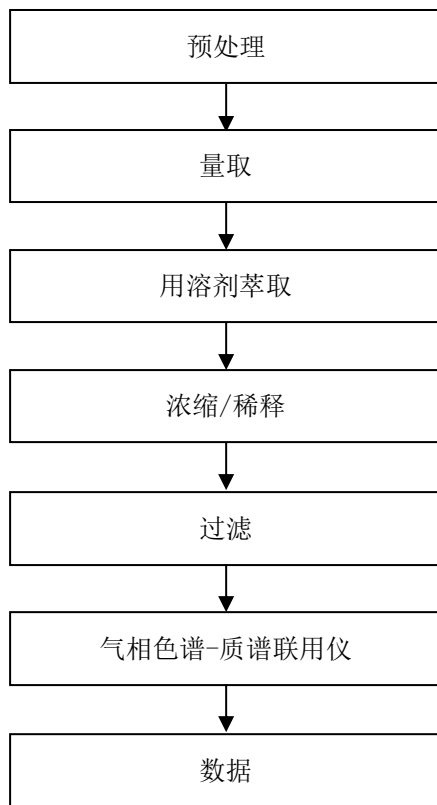 预处理
量取
用溶剂萃取
浓缩/稀释
过滤
气相色谱-质谱联用仪
数据